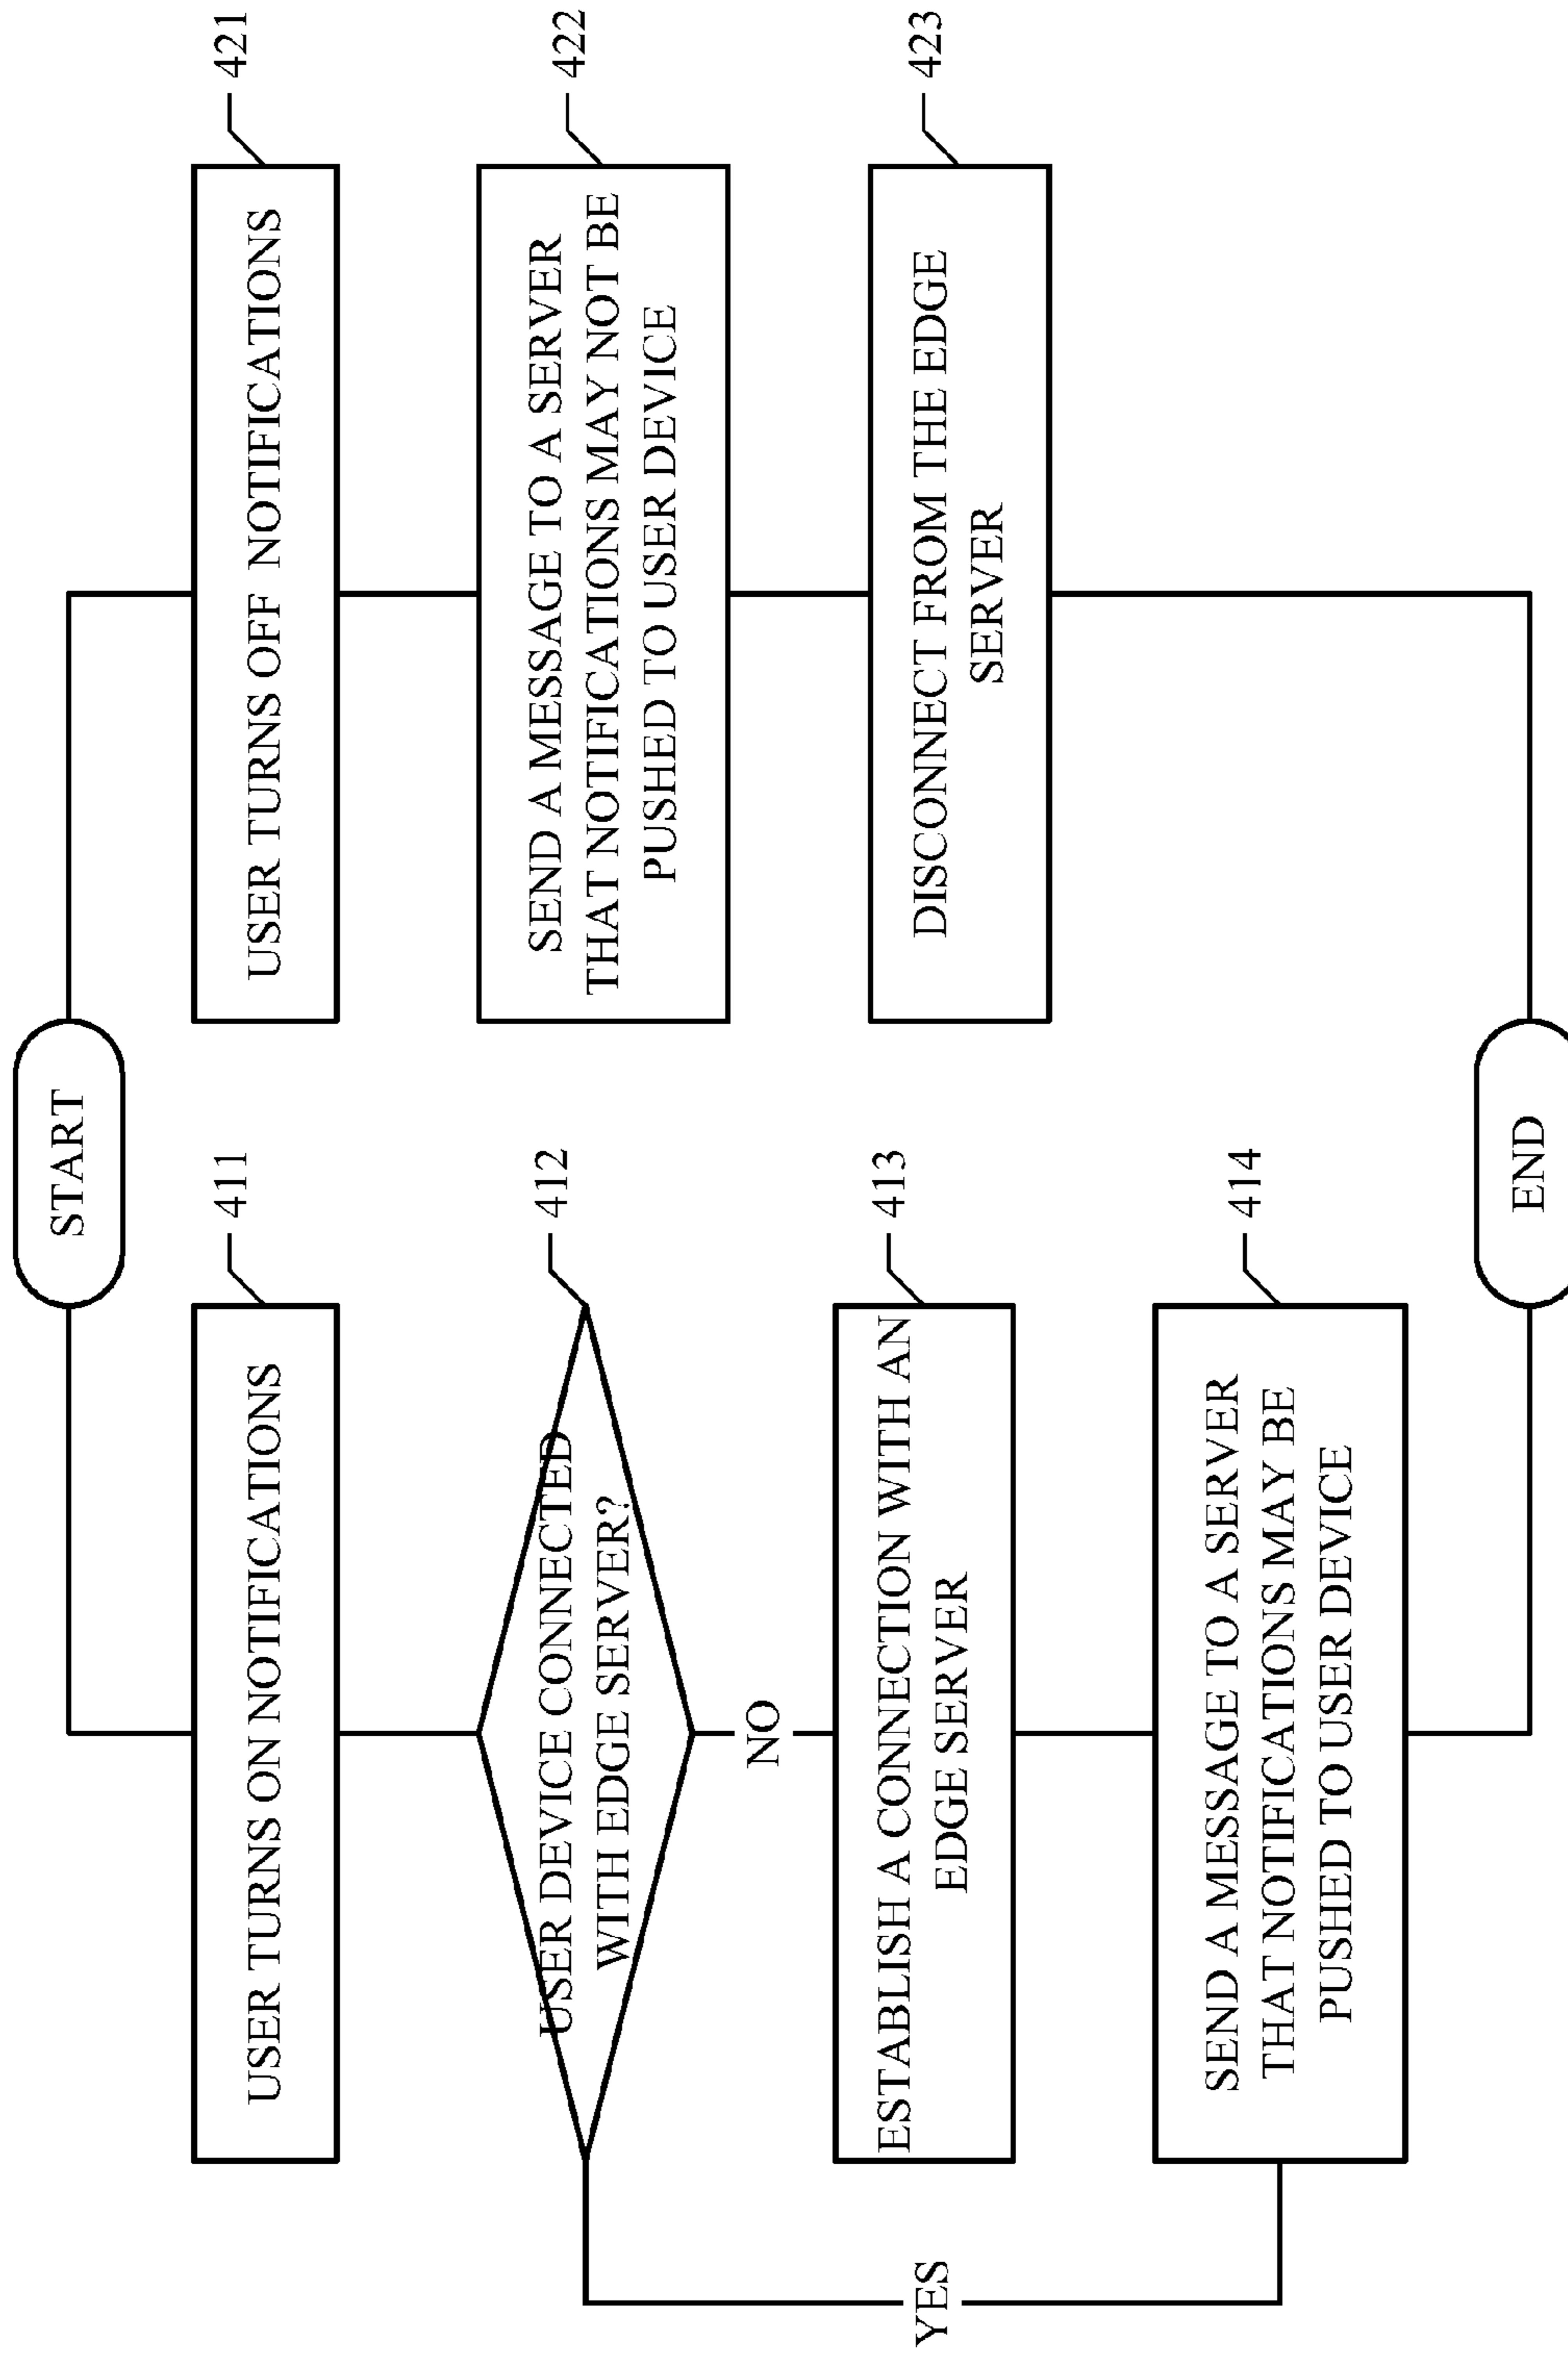 START
411
USER TURNS ON NOTIFICATIONS
412
USER DEVICE CONNECTED
WITH EDGE SERVER?
NO
YES
413
ESTABLISH A CONNECTION WITH AN
EDGE SERVER
414
SEND A MESSAGE TO A SERVER
THAT NOTIFICATIONS MAY BE
PUSHED TO USER DEVICE
421
USER TURNS OFF NOTIFICATIONS
422
SEND A MESSAGE TO A SERVER
THAT NOTIFICATIONS MAY NOT BE
PUSHED TO USER DEVICE
423
DISCONNECT FROM THE EDGE
SERVER
END